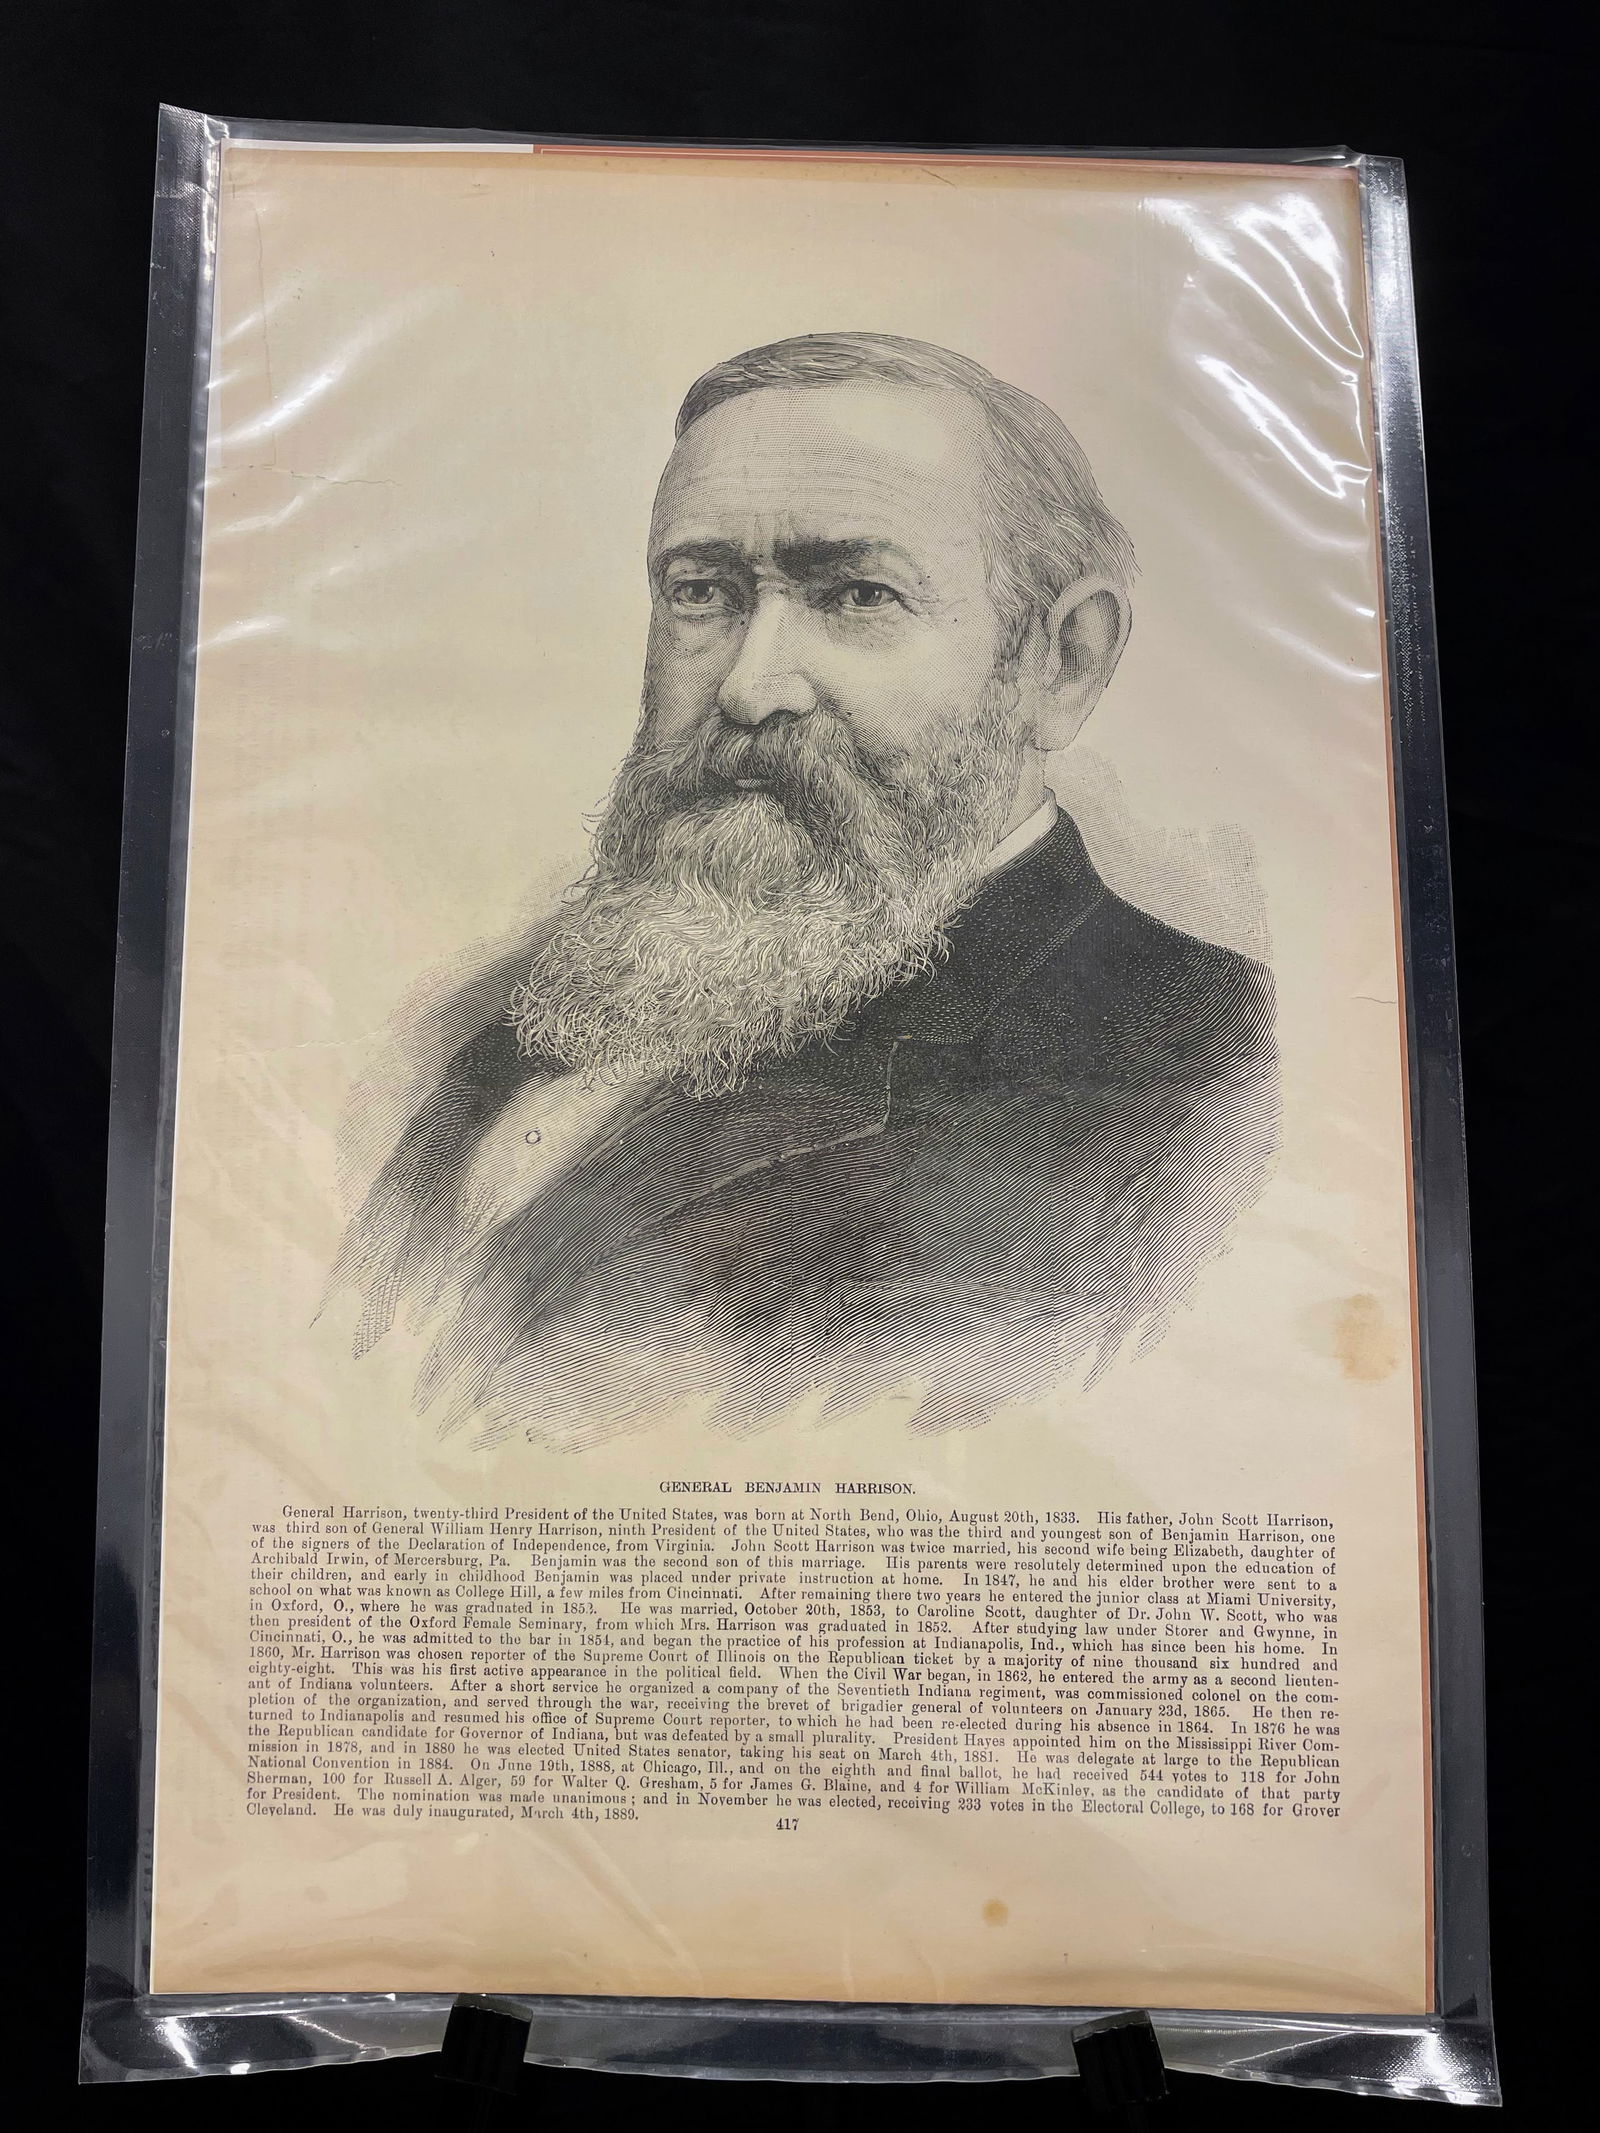 GENERAL BENJAMIN HARRISON.
General Harrison, twenty-third President of the United States, was born at North Bend, Ohio, August 20th, 1833. His father, John Scott Harrison,
was third son of General William Henry Harrison, ninth President of the United States, who was the third and youngest son of Benjamin Harrison, one
of the signers of the Declaration of Independence, from Virginia. John Scott Harrison was twice married, his second wife being Elizabeth, daughter of
Archibald Irwin, of Mercersburg, Pa. Benjamin was the second son of this marriage. His parents were resolutely determined upon the education of
their children, and early in childhood Benjamin was placed under private instruction at home. In 1847, he and his elder brother were sent to a
school on what was known as College Hill, a few miles from Cincinnati. After remaining there two years he entered the junior class at Miami University,
in Oxford, O., where he was graduated in 1852. He was married, October 20th, 1853, to Caroline Scott, daughter of Dr. John W. Scott, who was
then president of the Oxford Female Seminary, from which Mrs. Harrison was graduated in 1852. After studying law under Storer and Gwynne, in
Cincinnati, O., he was admitted to the bar in 1854, and began the practice of his profession at Indianapolis, Ind., which has since been his home. In
1860, Mr. Harrison was chosen reporter of the Supreme Court of Illinois on the Republican ticket by a majority of nine thousand six hundred and
eighty-eight. This was his first active appearance in the political field. When the Civil War began, in 1862, he entered the army as a second lieuten-
ant of Indiana volunteers. After a short service he organized a company of the Seventieth Indiana regiment, was commissioned colonel on the com-
pletion of the organization, and served through the war, receiving the brevet of brigadier general of volunteers on January 23d, 1865. He then re-
turned to Indianapolis and resumed his office of Supreme Court reporter, to which he had been re-elected during his absence in 1864. In 1876 he was
the Republican candidate for Governor of Indiana, but was defeated by a small plurality. President Hayes appointed him on the Mississippi River Com-
mission in 1878, and in 1880 he was elected United States senator, taking his seat on March 4th, 1881. He was delegate at large to the Republican
National Convention in 1884. On June 19th, 1888, at Chicago, Ill., and on the eighth and final ballot, he had received 544 votes to 118 for John
Sherman, 100 for Russell A. Alger, 59 for Walter Q. Gresham, 5 for James G. Blaine, and 4 for William McKinley, as the candidate of that party
for President. The nomination was made unanimous; and in November he was elected, receiving 233 votes in the Electoral College, to 168 for Grover
Cleveland. He was duly inaugurated, March 4th, 1889.
417